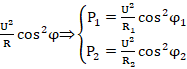 U²/R cos²φ ⇒ { P₁ = U²/R₁ cos²φ₁
P₂ = U²/R₂ cos²φ₂